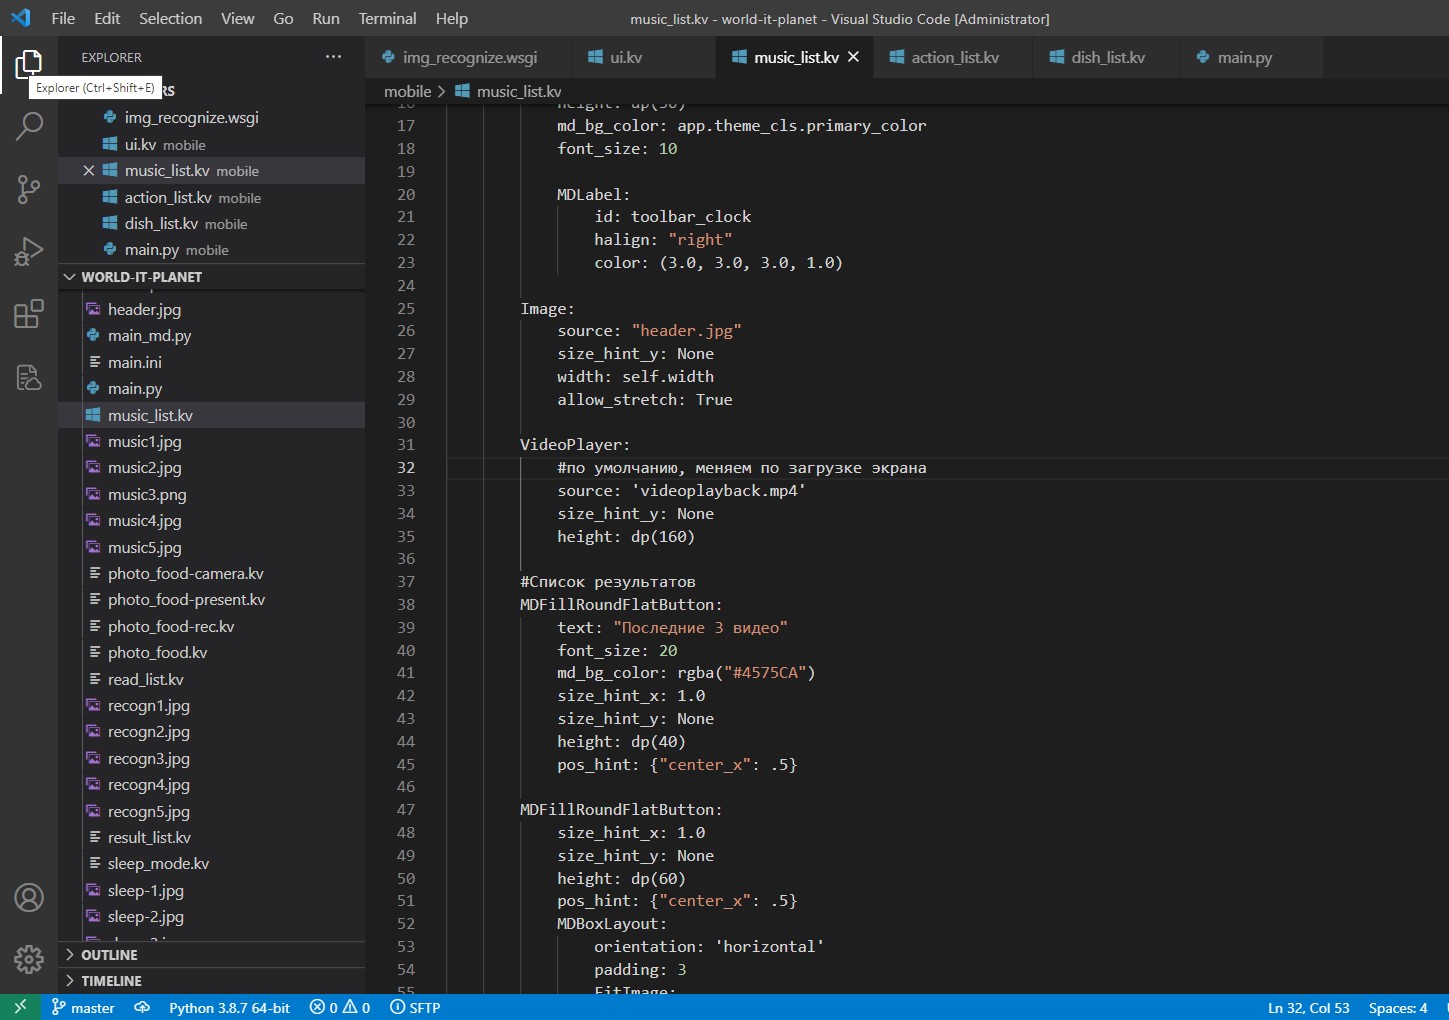 File Edit Selection View Go Run Terminal Help
music_list.kv - world-it-planet - Visual Studio Code [Administrator]
EXPLORER
Explorer (Ctrl+Shift+E)
img_recognize.wsgi
ui.kv mobile
music_list.kv mobile
action_list.kv mobile
dish_list.kv mobile
main.py mobile
WORLD-IT-PLANET
header.jpg
main_md.py
main.ini
main.py
music_list.kv
music1.jpg
music2.jpg
music3.png
music4.jpg
music5.jpg
photo_food-camera.kv
photo_food-present.kv
photo_food-rec.kv
photo_food.kv
read_list.kv
recogn1.jpg
recogn2.jpg
recogn3.jpg
recogn4.jpg
recogn5.jpg
result_list.kv
sleep_mode.kv
sleep-1.jpg
sleep-2.jpg
OUTLINE
TIMELINE
img_recognize.wsgi ui.kv music_list.kv action_list.kv dish_list.kv main.py
mobile > music_list.kv
17 md_bg_color: app.theme_cls.primary_color
18 font_size: 10
19
20 MDLabel:
21 id: toolbar_clock
22 halign: "right"
23 color: (3.0, 3.0, 3.0, 1.0)
24
25 Image:
26 source: "header.jpg"
27 size_hint_y: None
28 width: self.width
29 allow_stretch: True
30
31 VideoPlayer:
32 #по умолчанию, меняем по загрузке экрана
33 source: 'videoplayback.mp4'
34 size_hint_y: None
35 height: dp(160)
36
37 #Список результатов
38 MDFillRoundFlatButton:
39 text: "Последние 3 видео"
40 font_size: 20
41 md_bg_color: rgba("#4575CA")
42 size_hint_x: 1.0
43 size_hint_y: None
44 height: dp(40)
45 pos_hint: {"center_x": .5}
46
47 MDFillRoundFlatButton:
48 size_hint_x: 1.0
49 size_hint_y: None
50 height: dp(60)
51 pos_hint: {"center_x": .5}
52 MDBoxLayout:
53 orientation: 'horizontal'
54 padding: 3
55 FitImage:
master Python 3.8.7 64-bit 0 0 SFTP Ln 32, Col 53 Spaces: 4